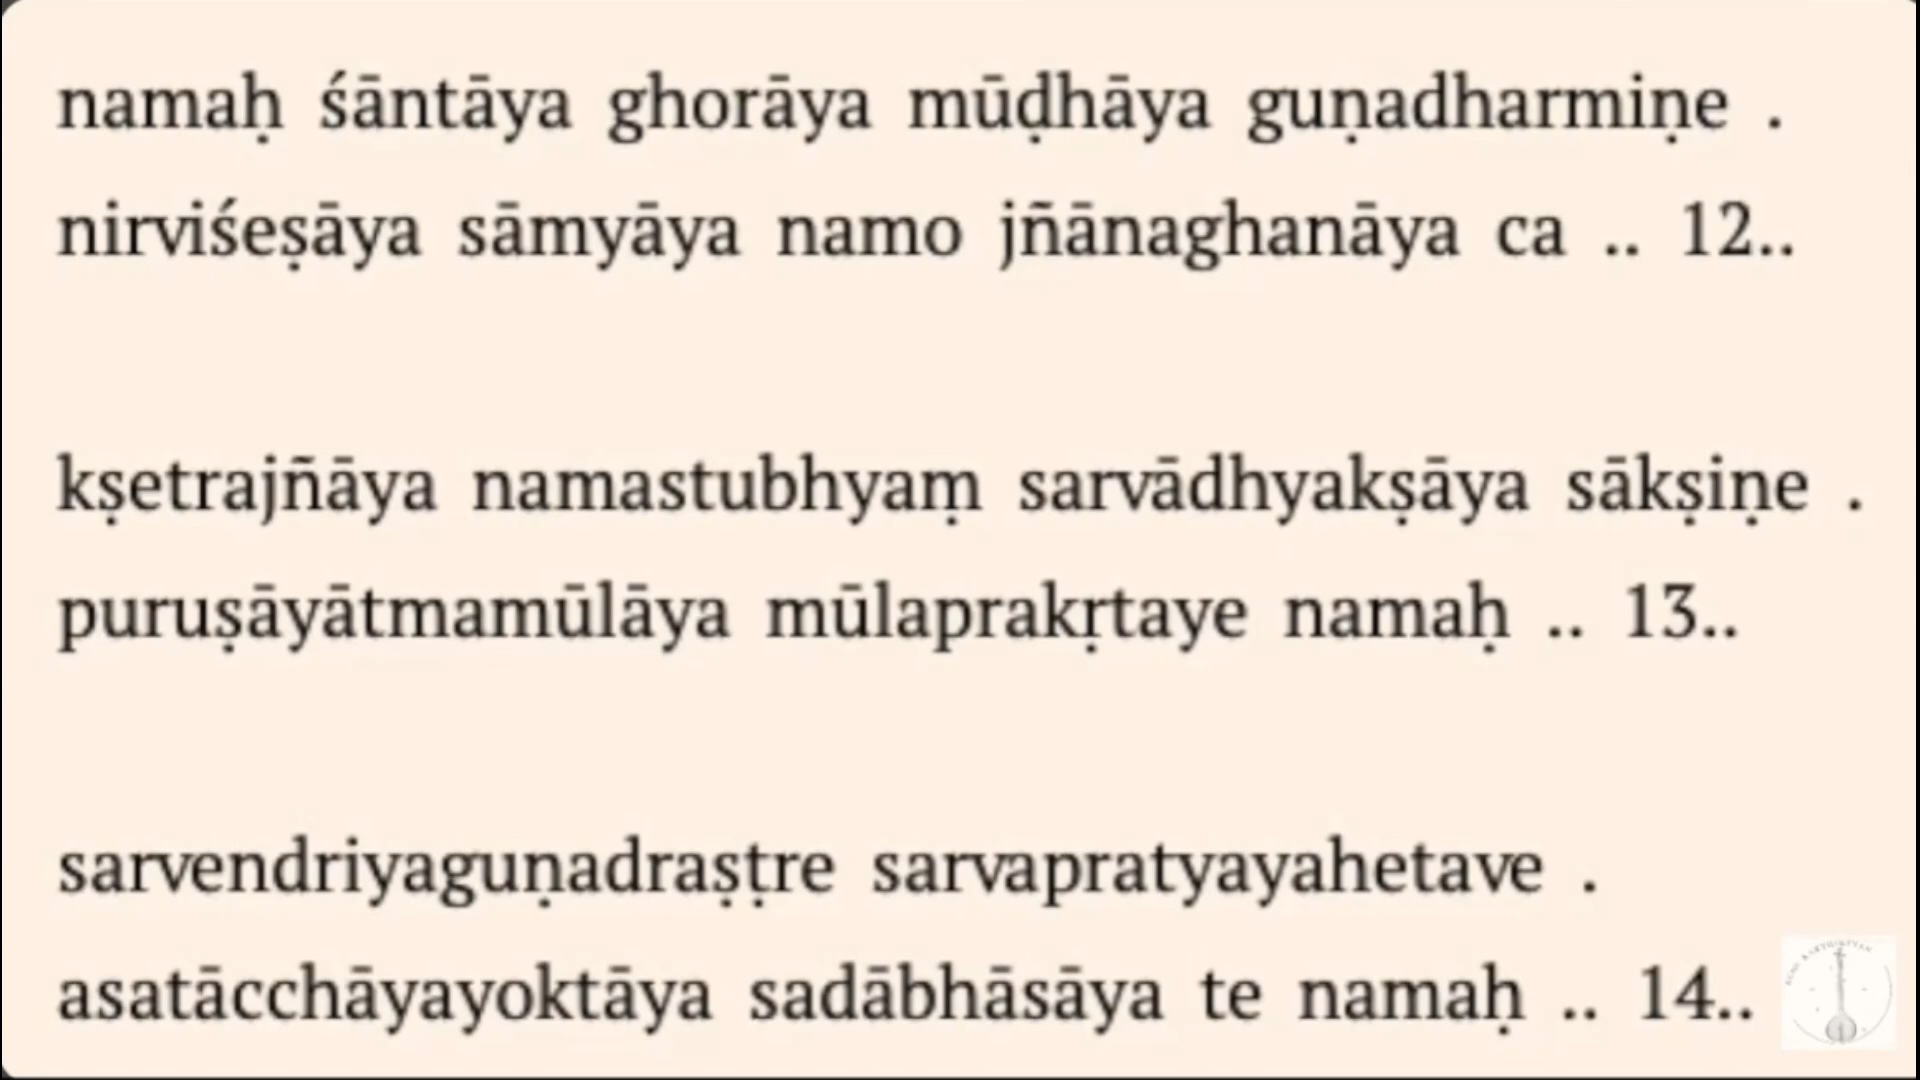 namaḥ śāntāya ghorāya mūḍhāya guṇadharmiṇe .
nirviśeṣāya sāmyāya namo jñānaghanāya ca .. 12..
kṣetrajñāya namastubhyaṃ sarvādhyakṣāya sākṣiṇe .
puruṣāyātmamūlāya mūlaprakṛtaye namaḥ .. 13..
sarvendriyaguṇadraṣṭre sarvapratyayahetave .
asatācchāyayoktāya sadābhāsāya te namaḥ .. 14..